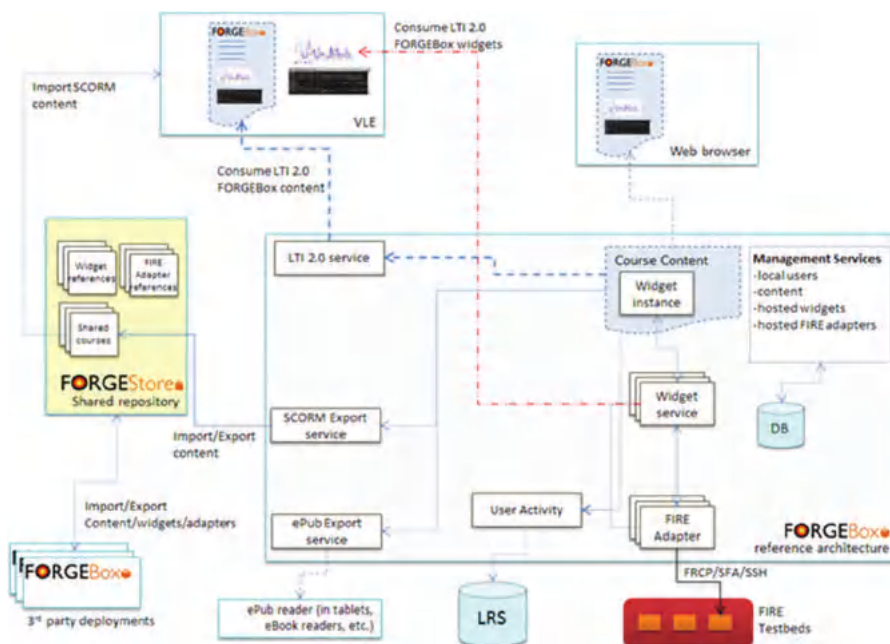 FORGEBox
Consume LTI 2.0
FORGEBox widgets
Import SCORM
content
VLE
FORGEBox
Web browser
Consume LTI 2.0
FORGEBox content
LTI 2.0 service
Course Content
Widget
instance
Management Services
-local users
-content
-hosted widgets
-hosted FIRE adapters
Widget
references
FIRE
Adapter
references
Shared
courses
FORGEStore
Shared repository
Widget
service
DB
SCORM Export
service
Import/Export
content
Import/Export
Content/widgets/adapters
ePub Export
service
User Activity
FIRE
Adapter
FORGEBox
reference architecture
FORGEBox
3rd party deployments
ePub reader (in tablets,
eBook readers, etc.)
LRS
FRCP/SFA/SSH
FIRE
Testbeds